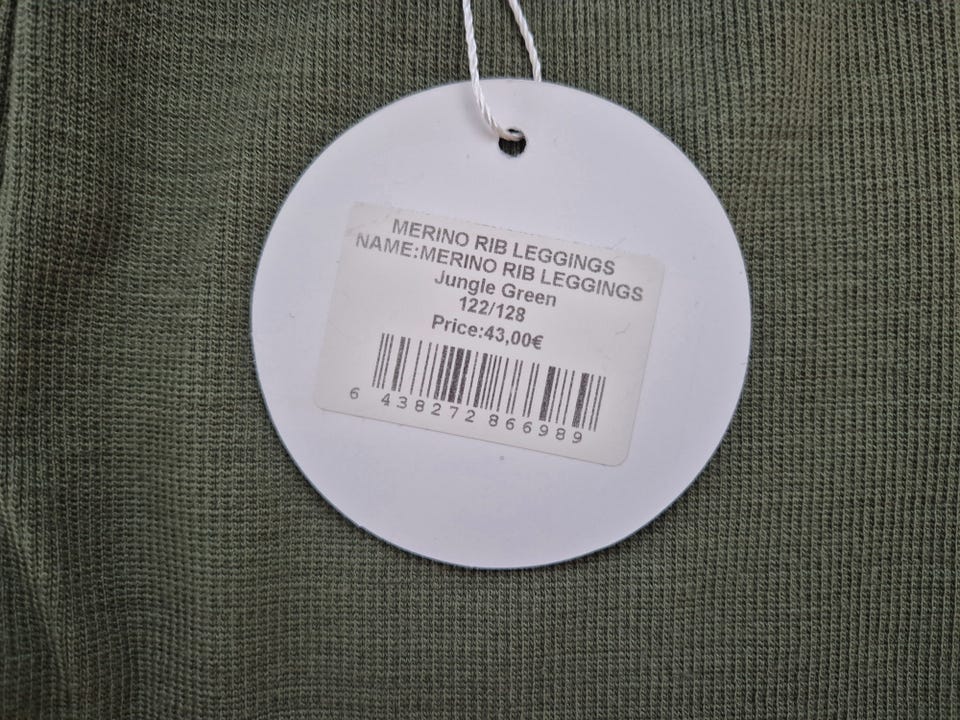 MERINO RIB LEGGINGS
NAME:MERINO RIB LEGGINGS
Jungle Green
122/128
Price:43,00€
6 438272 866989